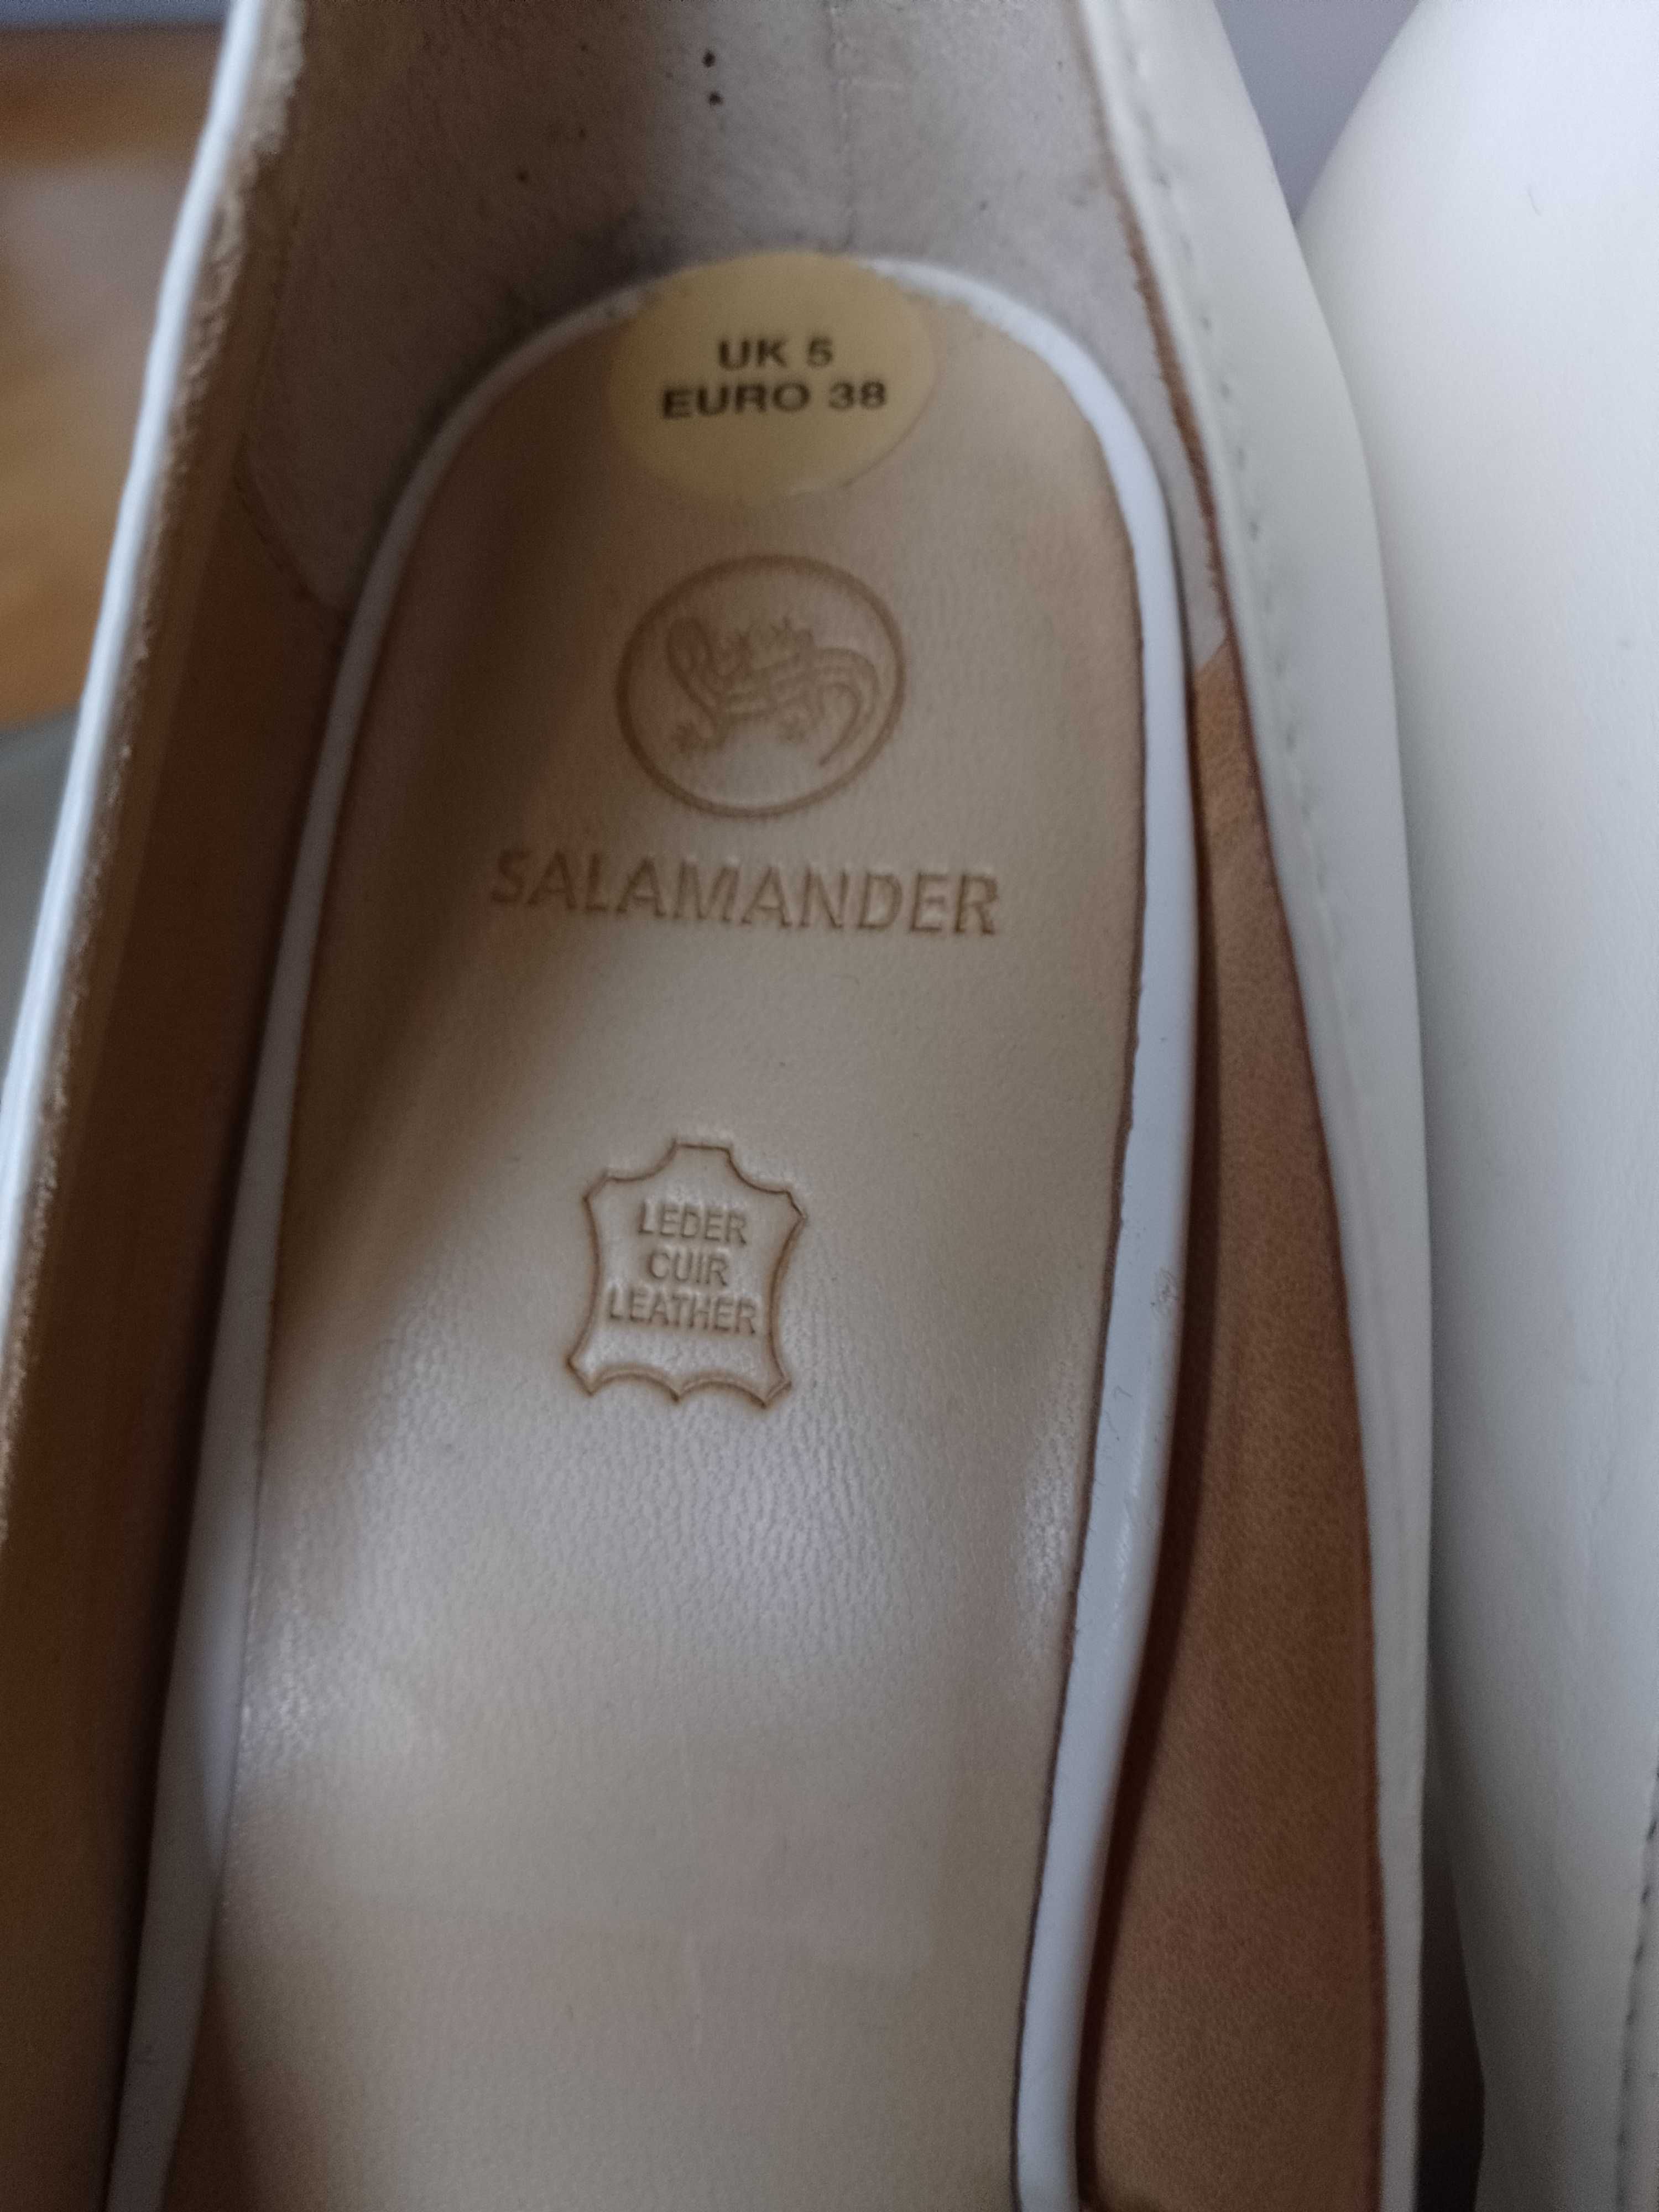 UK 5
EURO 38
SALAMANDER
LEDER
CUIR
LEATHER